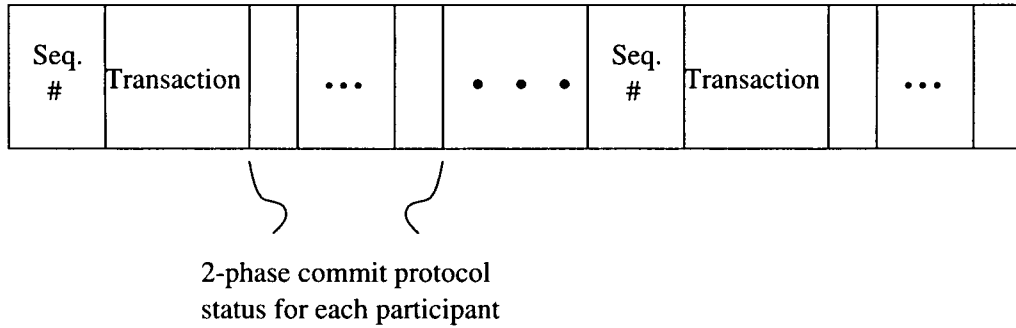 Seq. # Transaction ... • • • Seq. # Transaction ...
2-phase commit protocol
status for each participant